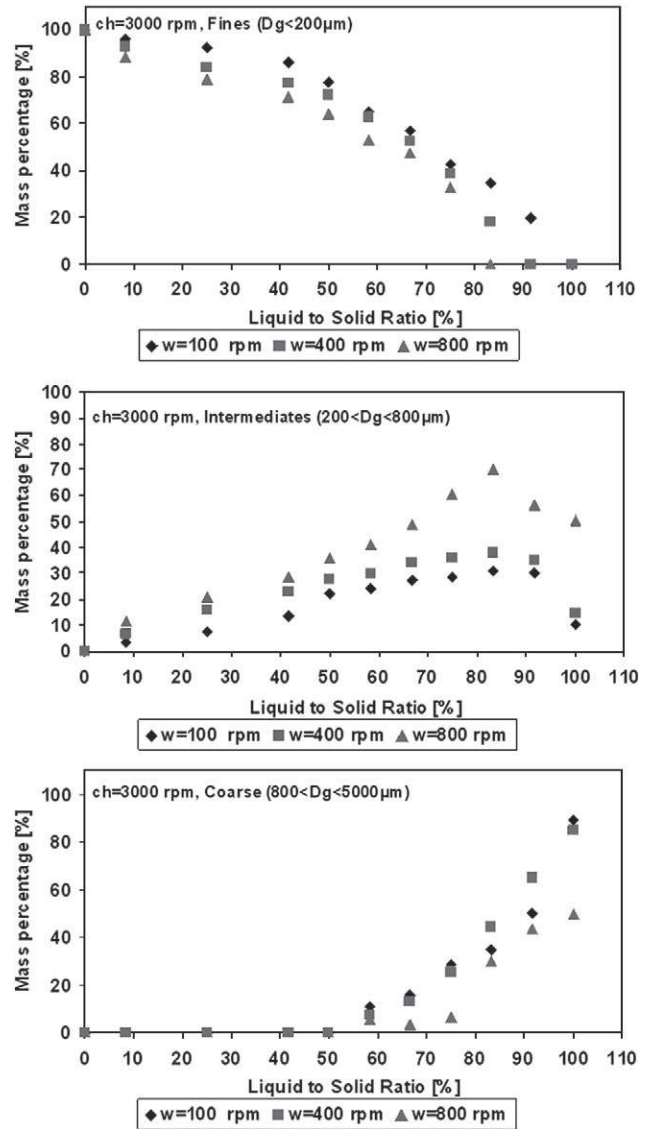 ch=3000 rpm, Fines (Dg<200µm)
Mass percentage [%]
100
80
60
40
20
0
0 10 20 30 40 50 60 70 80 90 100 110
Liquid to Solid Ratio [%]
w=100 rpm w=400 rpm w=800 rpm
ch=3000 rpm, Intermediates (200<Dg<800µm)
Mass percentage [%]
100
90
80
70
60
50
40
30
20
10
0
0 10 20 30 40 50 60 70 80 90 100 110
Liquid to Solid Ratio [%]
w=100 rpm w=400 rpm w=800 rpm
ch=3000 rpm, Coarse (800<Dg<5000µm)
Mass percentage [%]
100
80
60
40
20
0
0 10 20 30 40 50 60 70 80 90 100 110
Liquid to Solid Ratio [%]
w=100 rpm w=400 rpm w=800 rpm